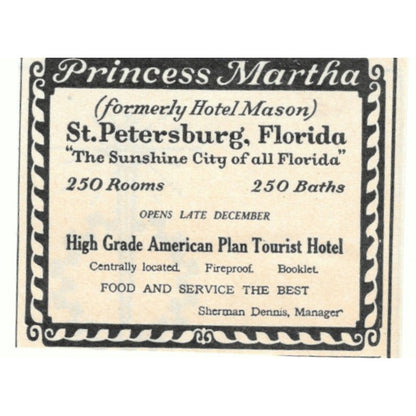 Princess Martha
(formerly Hotel Mason)
St. Petersburg, Florida
"The Sunshine City of all Florida"
250 Rooms 250 Baths
OPENS LATE DECEMBER
High Grade American Plan Tourist Hotel
Centrally located. Fireproof. Booklet.
FOOD AND SERVICE THE BEST
Sherman Dennis, Manager